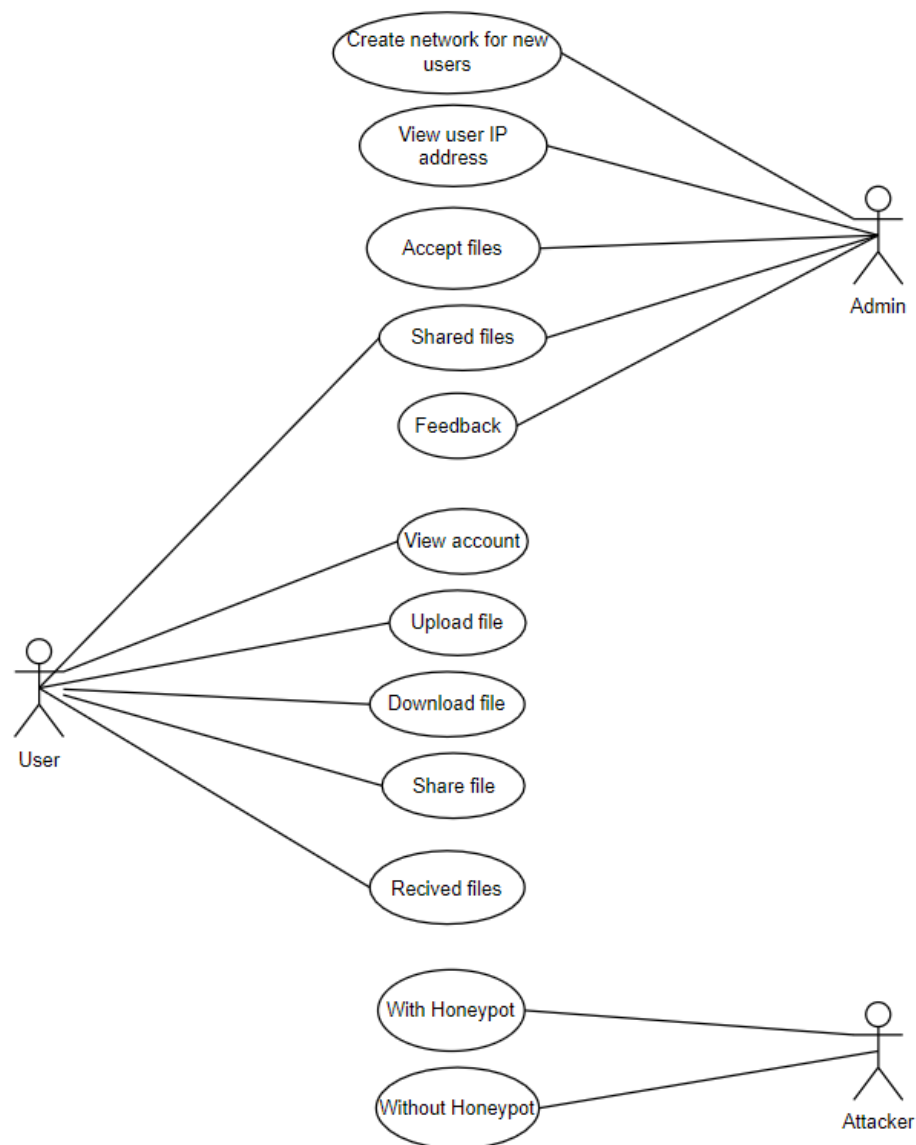 Create network for new
users
View user IP
address
Accept files
Admin
Shared files
Feedback
View account
Upload file
Download file
User
Share file
Recived files
With Honeypot
Without Honeypot
Attacker